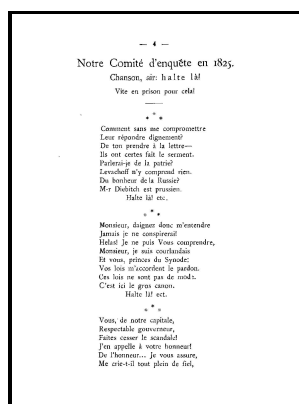 — 4 —
Notre Comité d'enquête en 1825.
Chanson, air: halte là!
Vite en prison pour cela!
* * *
Comment sans me compromettre
Leur répondre dignement?
De ton prendre à la lettre—
Ils ont certes fait le serment.
Parlerai-je de la patrie?
Levachoff n'y comprend rien.
Du bonheur de la Russie?
M-r Diebitch est prussien.
Halte là! etc.
* * *
Monsieur, daignez donc m'entendre
Jamais je ne conspirerai!
Helas! Je ne puis Vous comprendre,
Monsieur, je suis courlandais
Et vous, princes du Synode:
Vos lois m'accordent le pardon.
Ces lois ne sont pas de mode.
C'est ici le gros canon.
Halte là! ect.
* * *
Vous, de notre capitale,
Respectable gouverneur,
Faites cesser le scandale!
J'en appelle à votre honneur!
De l'honneur... Je vous assure,
Me crie-t-il tout plein de fiel,